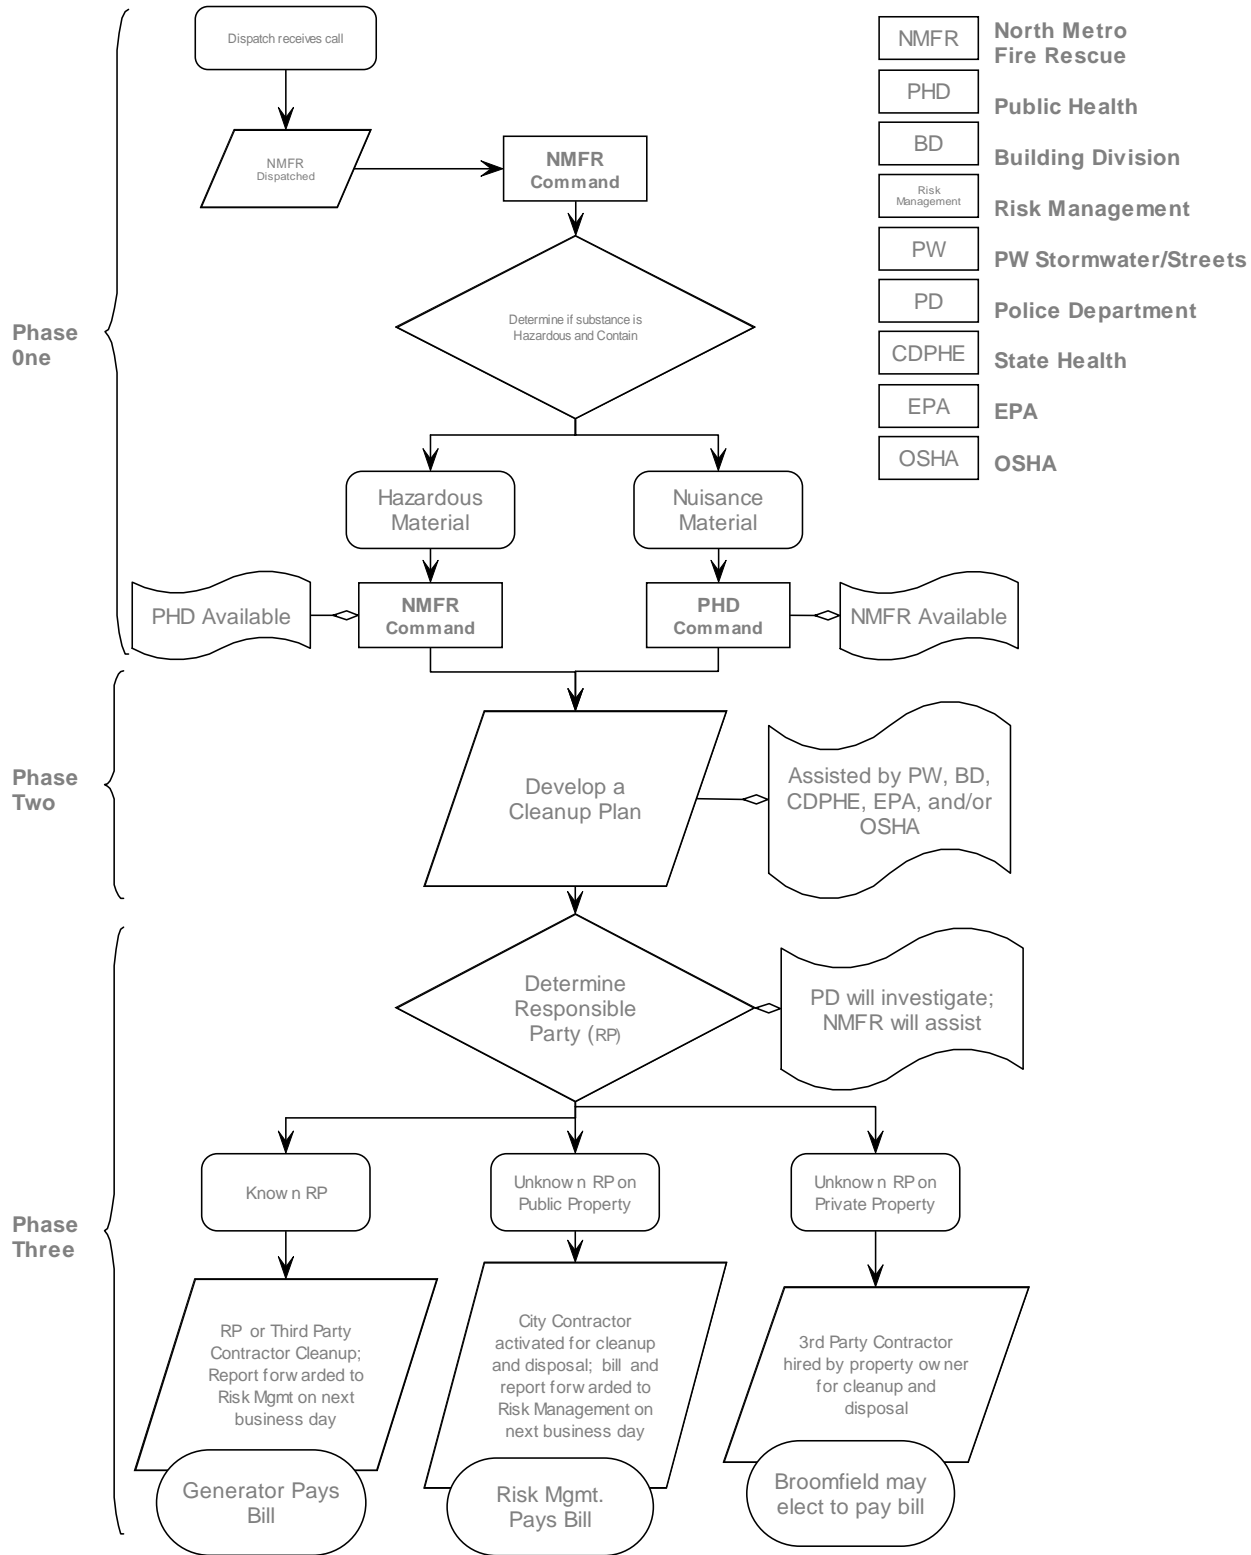 Dispatch receives call
NMFR
Dispatched
NMFR
Command
Determine if substance is
Hazardous and Contain
Phase
0ne
Hazardous
Material
Nuisance
Material
PHD Available
NMFR
Command
PHD
Command
NMFR Available
NMFR
North Metro
Fire Rescue
PHD
Public Health
BD
Building Division
Risk
Management
Risk Management
PW
PW Stormwater/Streets
PD
Police Department
CDPHE
State Health
EPA
EPA
OSHA
OSHA
Phase
Two
Develop a
Cleanup Plan
Assisted by PW, BD,
CDPHE, EPA, and/or
OSHA
Determine
Responsible
Party (RP)
PD will investigate;
NMFR will assist
Phase
Three
Known RP
Unknown RP on
Public Property
Unknown RP on
Private Property
RP or Third Party
Contractor Cleanup;
Report forwarded to
Risk Mgmt on next
business day
City Contractor
activated for cleanup
and disposal; bill and
report forwarded to
Risk Management on
next business day
3rd Party Contractor
hired by property owner
for cleanup and
disposal
Generator Pays
Bill
Risk Mgmt.
Pays Bill
Broomfield may
elect to pay bill